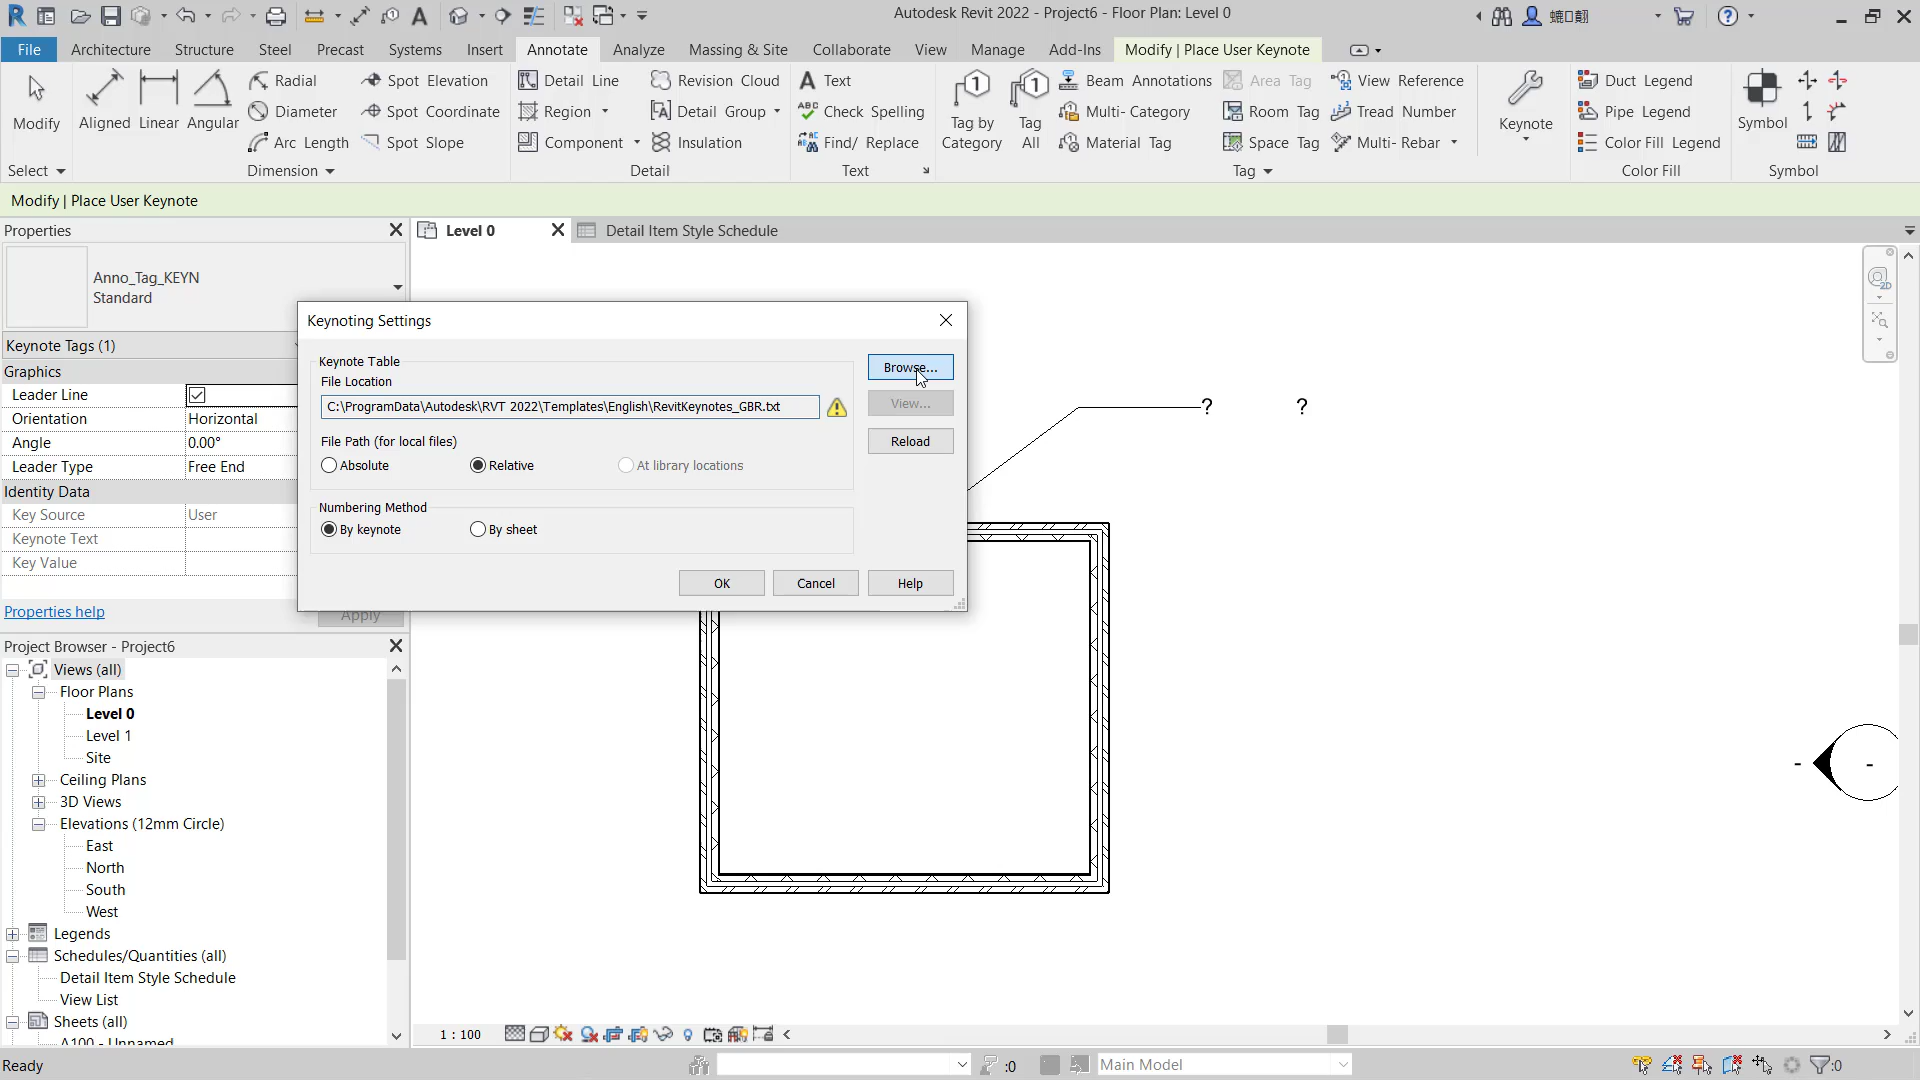 Autodesk Revit 2022 - Project6 - Floor Plan: Level 0
File Architecture Structure Steel Precast Systems Insert Annotate Analyze Massing & Site Collaborate View Manage Add-Ins Modify | Place User Keynote
Modify
Aligned Linear Angular
Radial
Diameter
Arc Length
Spot Elevation
Spot Coordinate
Spot Slope
Detail Line
Region
Component
Revision Cloud
Detail Group
Insulation
Text
Check Spelling
Find/ Replace
Tag by Category
Tag All
Beam Annotations
Multi- Category
Material Tag
Area Tag
Room Tag
Space Tag
View Reference
Tread Number
Multi- Rebar
Keynote
Duct Legend
Pipe Legend
Color Fill Legend
Symbol
Select Dimension Detail Text Tag Color Fill Symbol
Modify | Place User Keynote
Properties
Anno_Tag_KEYN
Standard
Keynote Tags (1)
Graphics
Leader Line
Orientation Horizontal
Angle 0.00°
Leader Type Free End
Identity Data
Key Source User
Keynote Text
Key Value
Properties help
Apply
Project Browser - Project6
Views (all)
Floor Plans
Level 0
Level 1
Site
Ceiling Plans
3D Views
Elevations (12mm Circle)
East
North
South
West
Legends
Schedules/Quantities (all)
Detail Item Style Schedule
View List
Sheets (all)
A100 - Unnamed
Level 0
Detail Item Style Schedule
2D
Keynoting Settings
Keynote Table
File Location
C:\ProgramData\Autodesk\RVT 2022\Templates\English\RevitKeynotes_GBR.txt
File Path (for local files)
Absolute Relative At library locations
Numbering Method
By keynote By sheet
Browse...
View...
Reload
OK Cancel Help
? ?
- -
1 : 100
Ready
:0
Main Model
:0